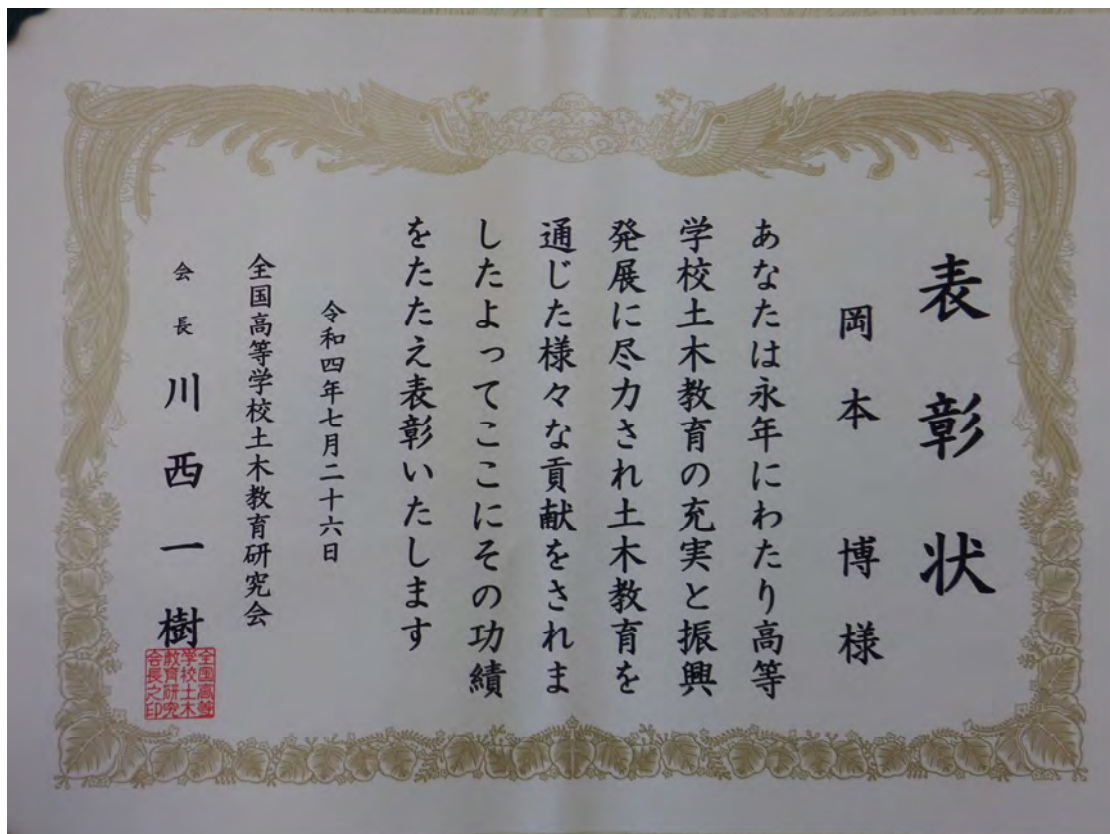 表彰状
岡本博様
あなたは永年にわたり高等
学校土木教育の充実と振興
発展に尽力され土木教育を
通じた様々な貢献をされま
したよってここにその功績
をたたえ表彰いたします
令和四年七月二十六日
全国高等学校土木教育研究会
会長川西一樹
全国高等
学校土木
教育研究
会長之印